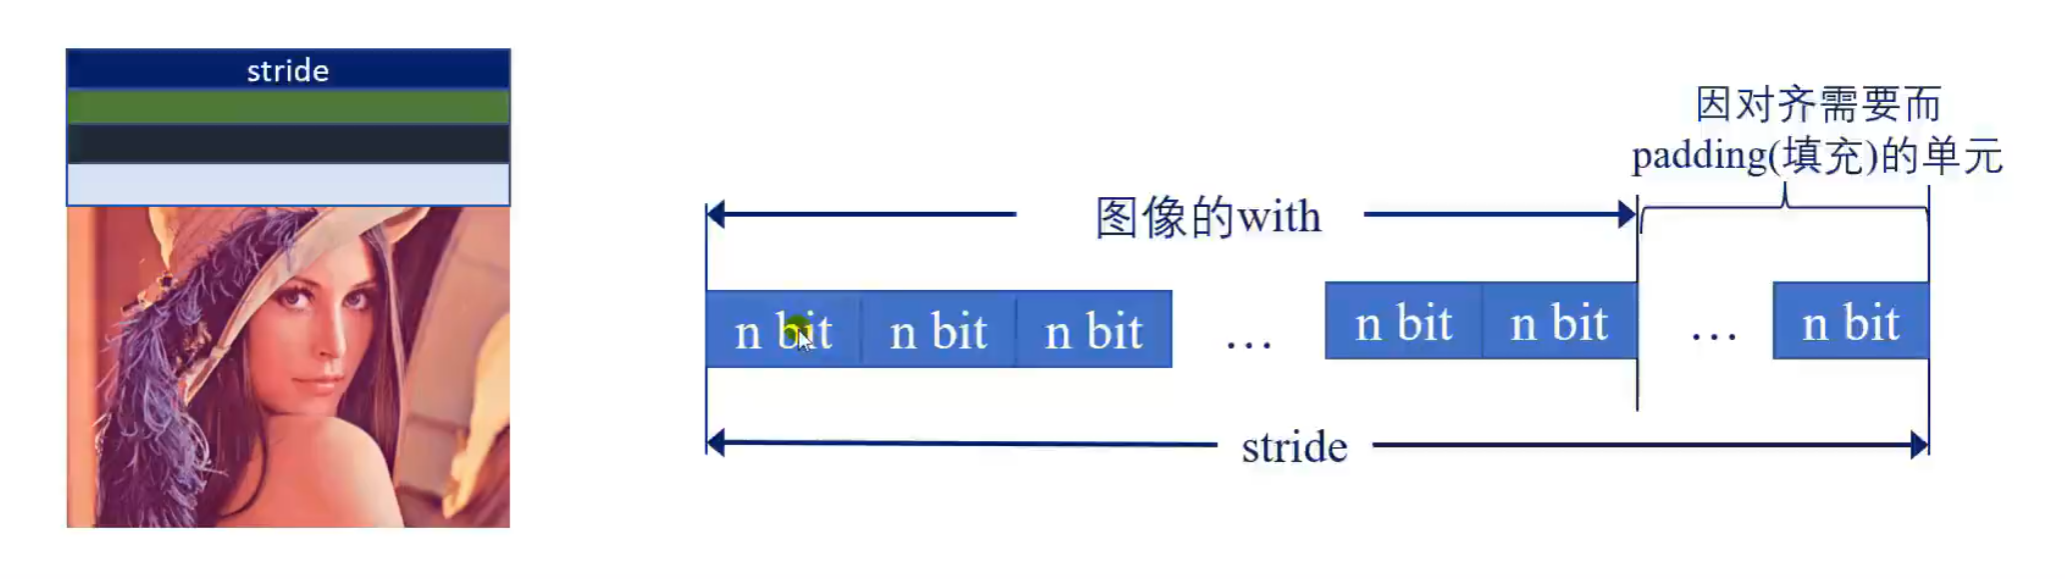 stride
因对齐需要而
padding(填充)的单元
图像的with
n bit n bit n bit … n bit n bit … n bit
stride